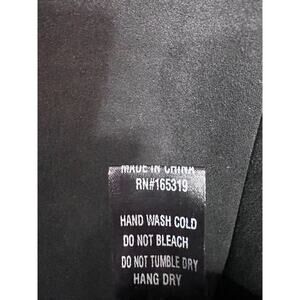 MADE IN CHINA
RN#165319
HAND WASH COLD
DO NOT BLEACH
DO NOT TUMBLE DRY
HANG DRY